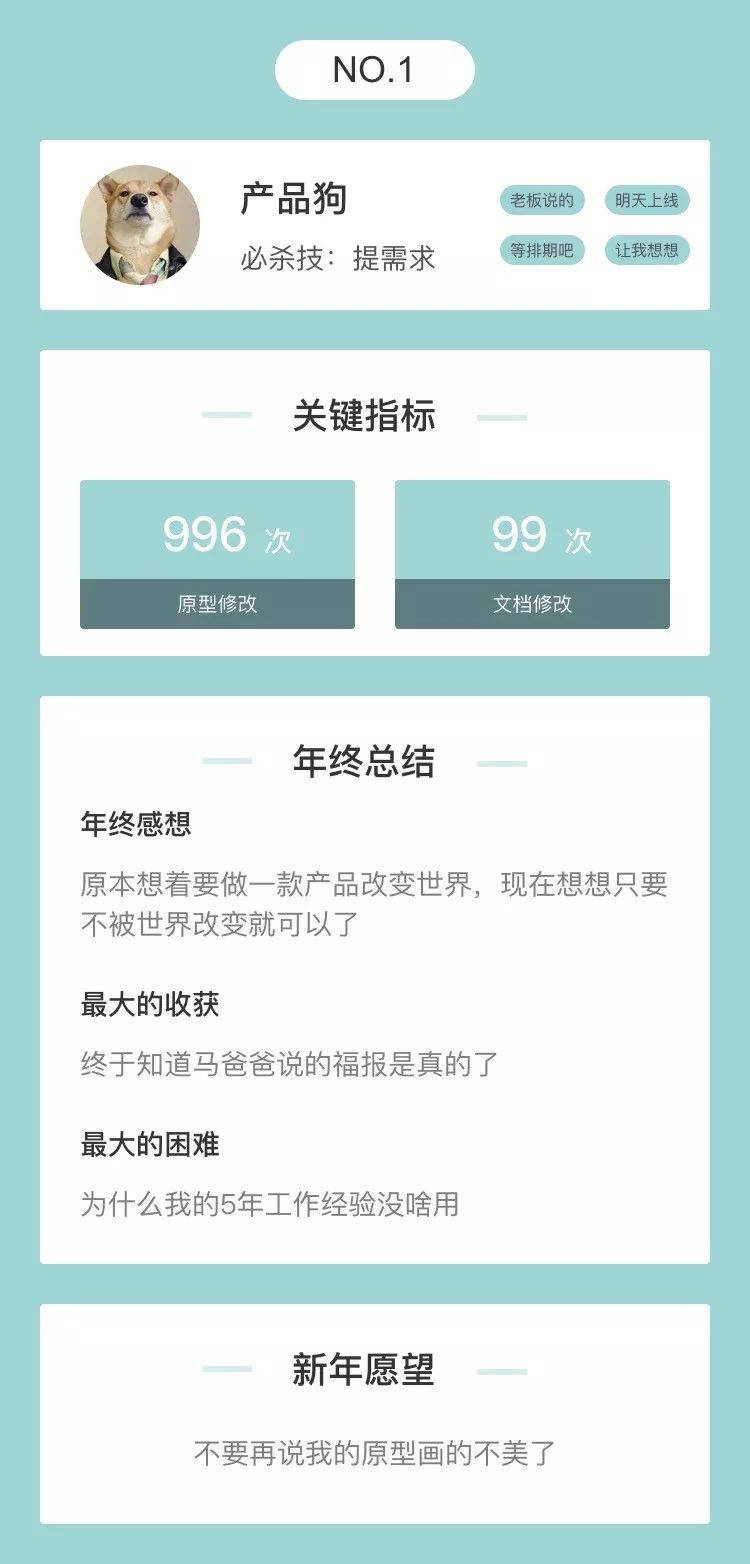 NO.1
产品狗
必杀技：提需求
老板说的
明天上线
等排期吧
让我想想
关键指标
996 次
原型修改
99 次
文档修改
年终总结
年终感想
原本想着要做一款产品改变世界，现在想想只要
不被世界改变就可以了
最大的收获
终于知道马爸爸说的福报是真的了
最大的困难
为什么我的5年工作经验没啥用
新年愿望
不要再说我的原型画的不美了